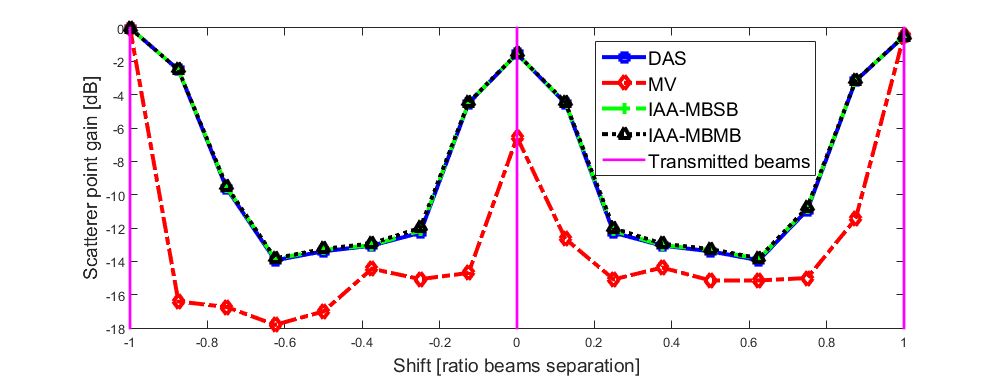 Scatterer point gain [dB]
0
-2
-4
-6
-8
-10
-12
-14
-16
-18
DAS
MV
IAA-MBSB
IAA-MBMB
Transmitted beams
-1 -0.8 -0.6 -0.4 -0.2 0 0.2 0.4 0.6 0.8 1
Shift [ratio beams separation]